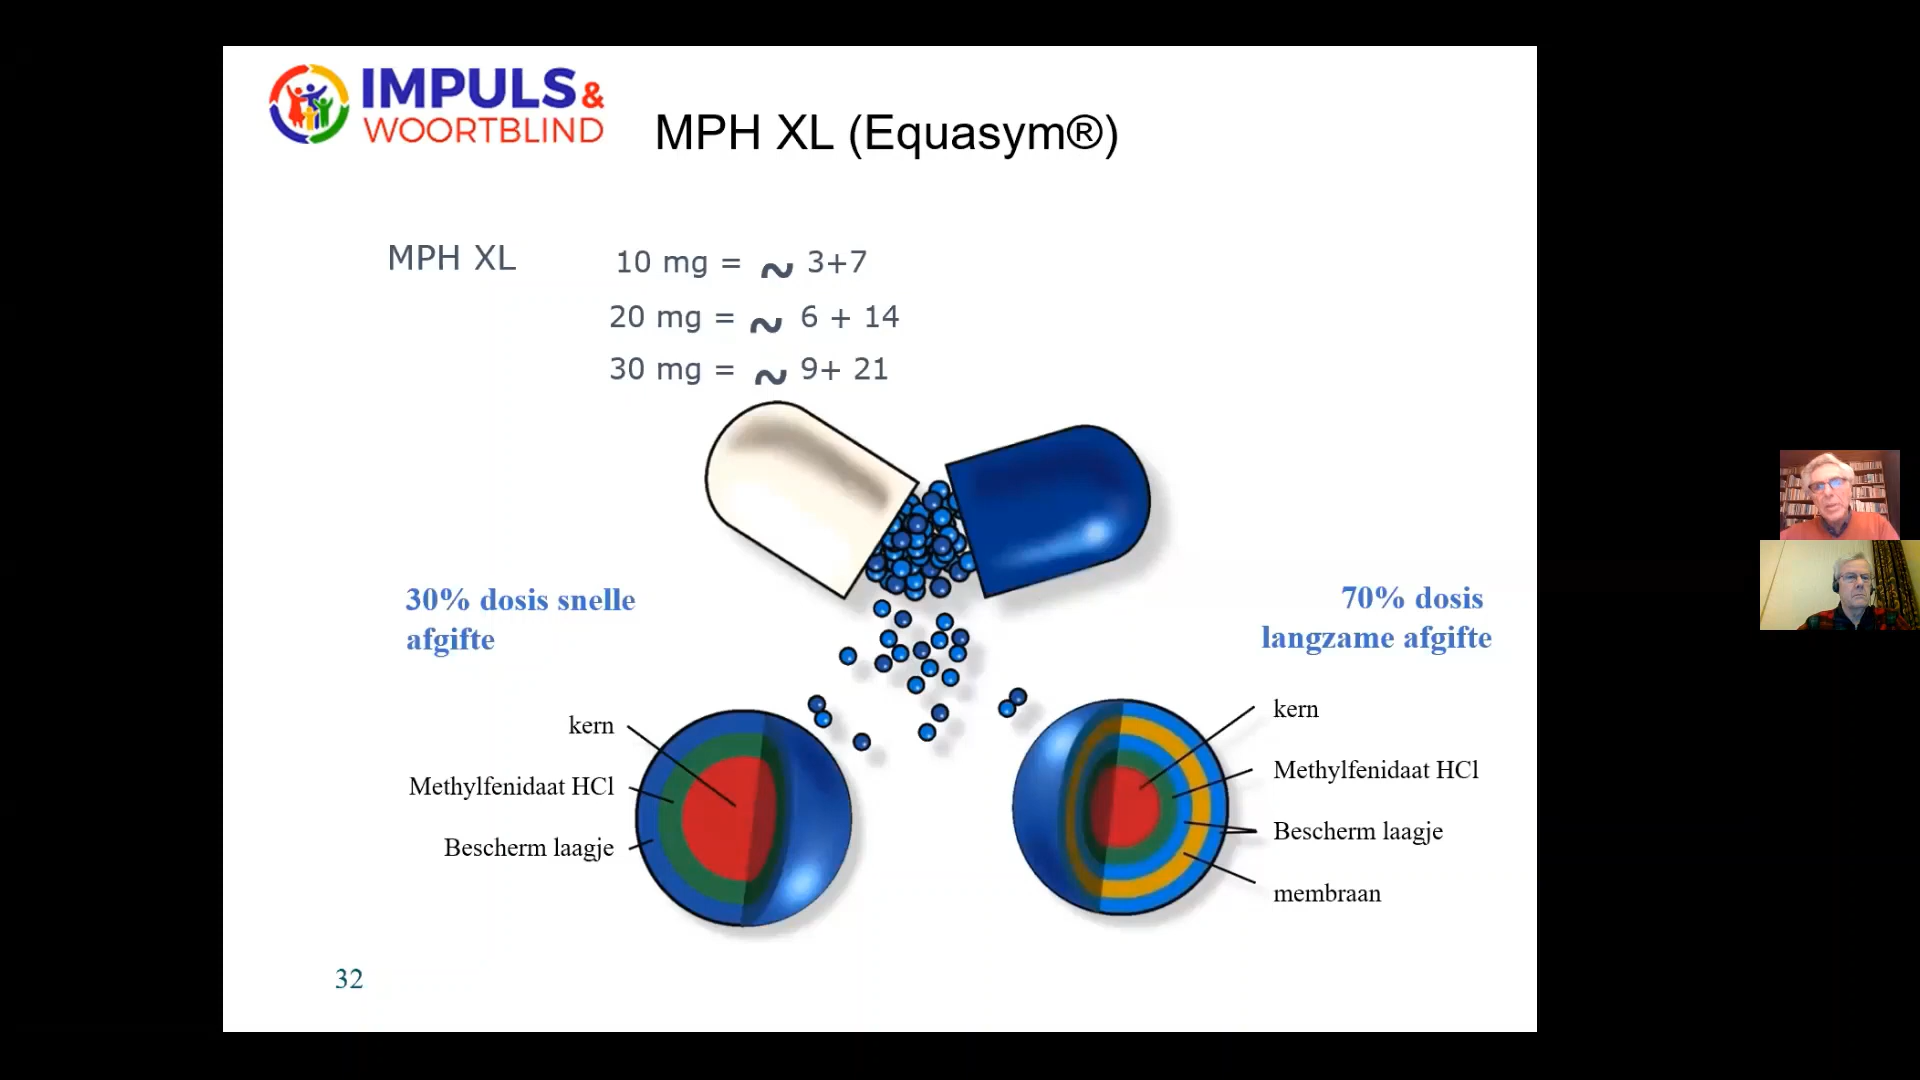 IMPULS &
WOORTBLIND
MPH XL (Equasym®)
MPH XL
10 mg = ~ 3+7
20 mg = ~ 6 + 14
30 mg = ~ 9+ 21
30% dosis snelle
afgifte
70% dosis
langzame afgifte
kern
Methylfenidaat HCl
Bescherm laagje
kern
Methylfenidaat HCl
Bescherm laagje
membraan
32